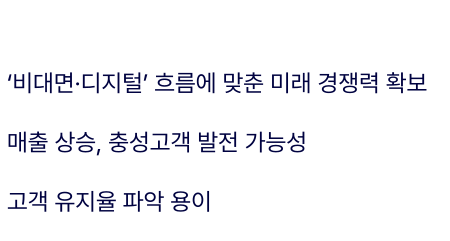 ‘비대면·디지털’ 흐름에 맞춘 미래 경쟁력 확보
매출 상승, 충성고객 발전 가능성
고객 유지율 파악 용이